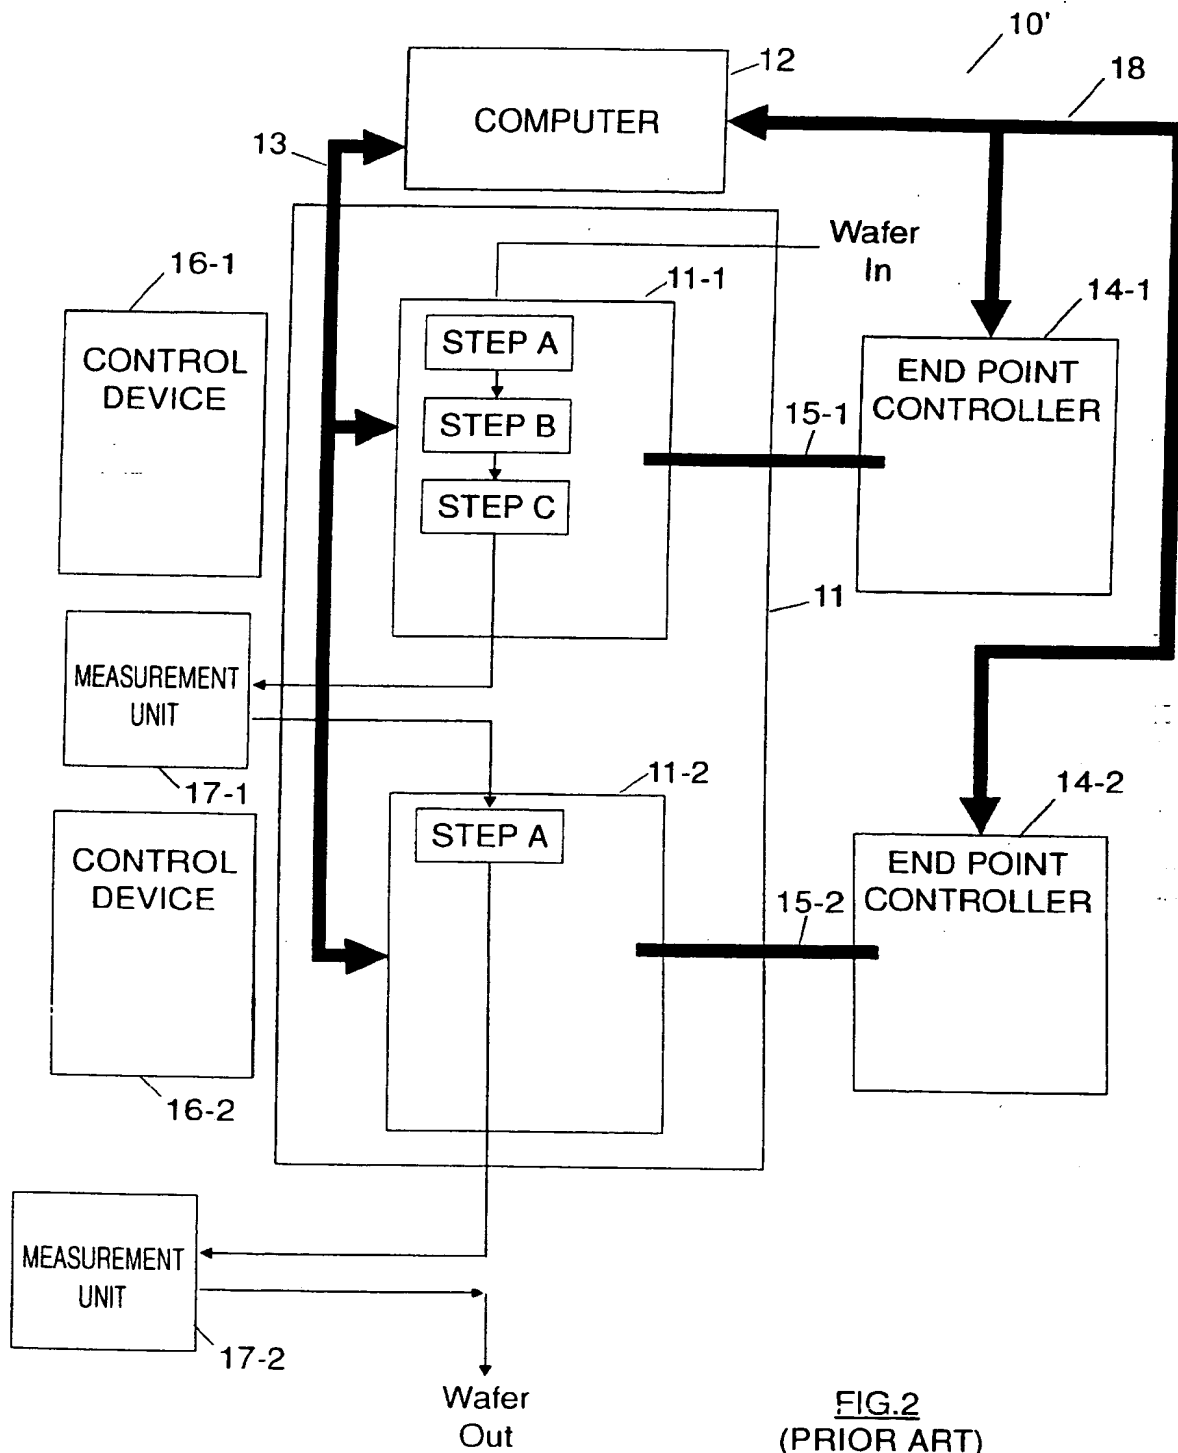 10'
12
18
COMPUTER
13
Wafer
In
16-1
11-1
14-1
CONTROL
DEVICE
STEP A
STEP B
STEP C
END POINT
CONTROLLER
15-1
11
MEASUREMENT
UNIT
17-1
11-2
14-2
STEP A
CONTROL
DEVICE
END POINT
CONTROLLER
15-2
16-2
MEASUREMENT
UNIT
17-2
Wafer
Out
FIG.2
(PRIOR ART)